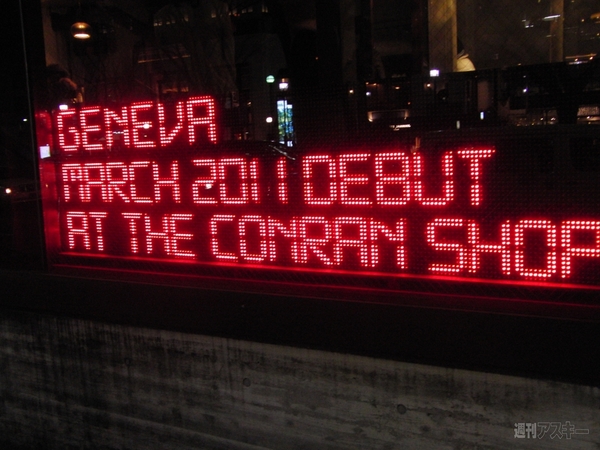 GENEVA
MARCH 2011 DEBUT
AT THE CONRAN SHOP
週刊アスキー